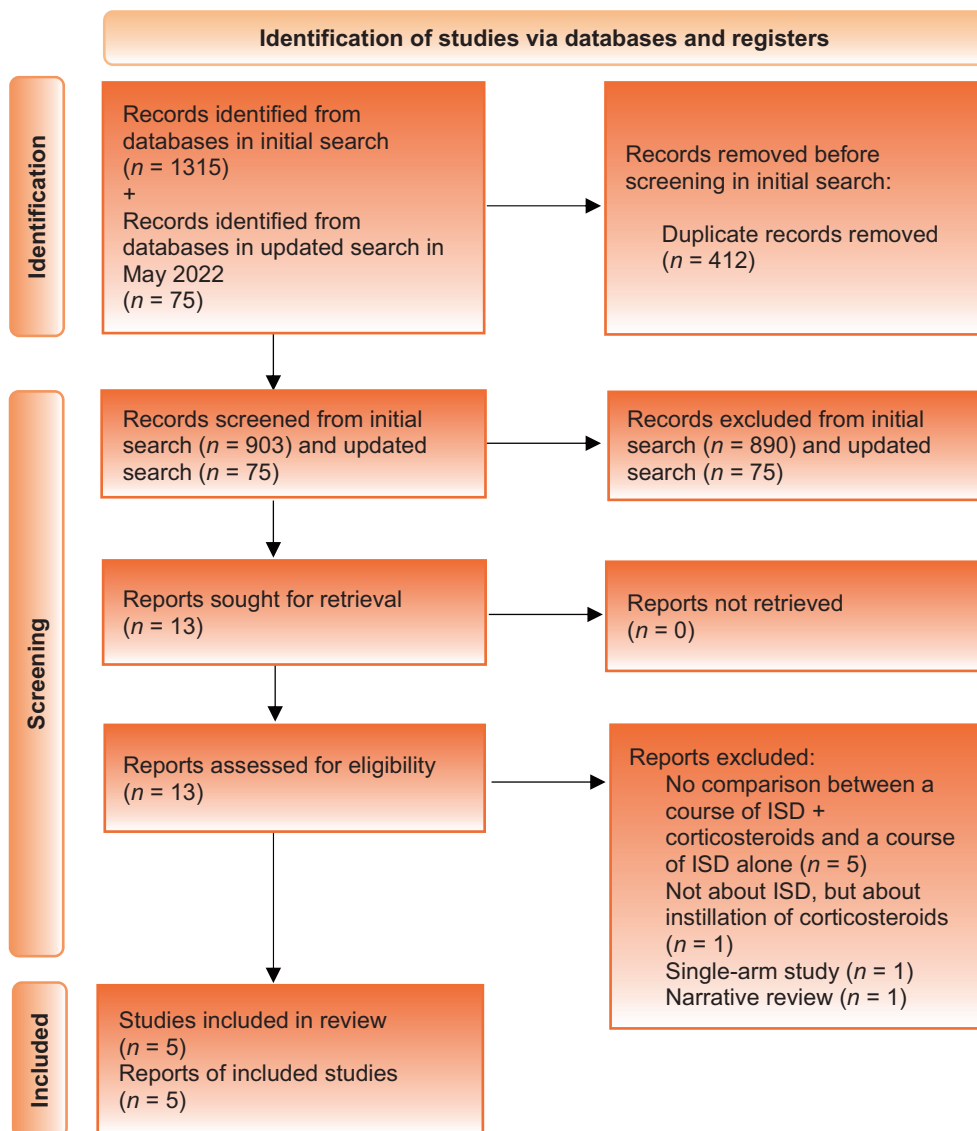 Identification of studies via databases and registers
Identification
Records identified from
databases in initial search
(n = 1315)
+
Records identified from
databases in updated search in
May 2022
(n = 75)
Records removed before
screening in initial search:
Duplicate records removed
(n = 412)
Screening
Records screened from initial
search (n = 903) and updated
search (n = 75)
Records excluded from initial
search (n = 890) and updated
search (n = 75)
Reports sought for retrieval
(n = 13)
Reports not retrieved
(n = 0)
Reports assessed for eligibility
(n = 13)
Reports excluded:
No comparison between a
course of ISD +
corticosteroids and a course
of ISD alone (n = 5)
Not about ISD, but about
instillation of corticosteroids
(n = 1)
Single-arm study (n = 1)
Narrative review (n = 1)
Included
Studies included in review
(n = 5)
Reports of included studies
(n = 5)